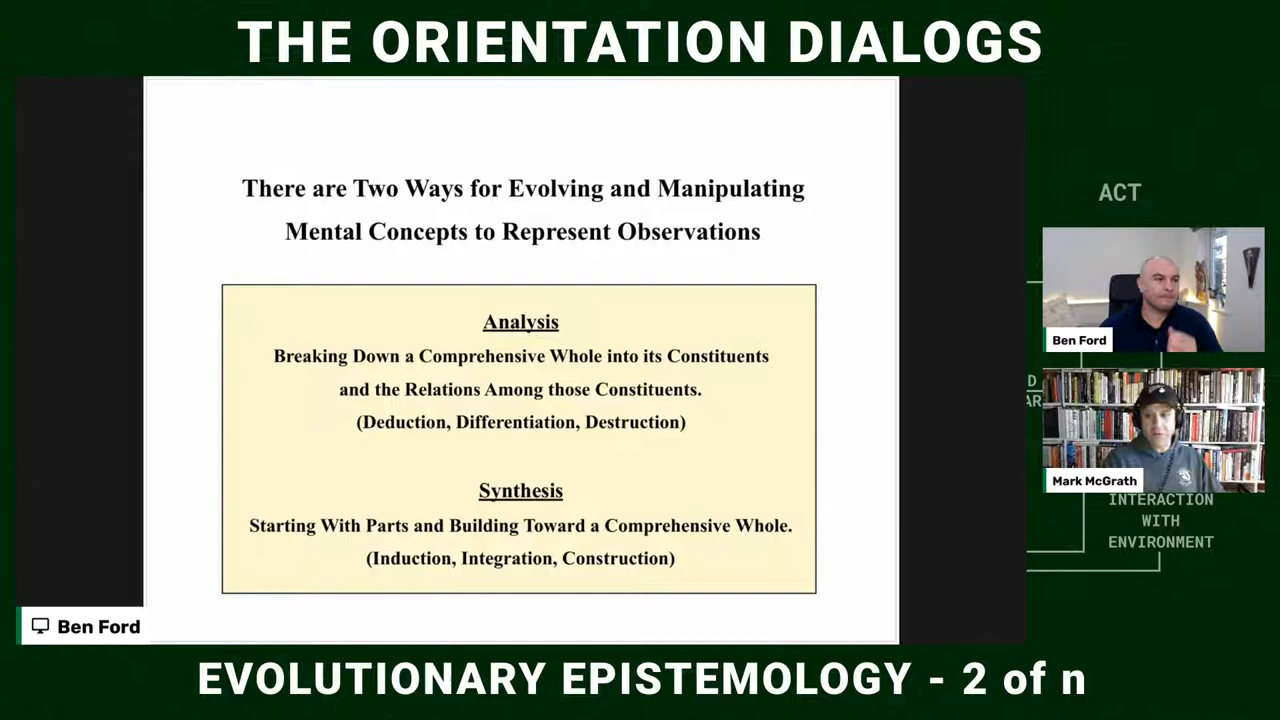 THE ORIENTATION DIALOGS
There are Two Ways for Evolving and Manipulating
Mental Concepts to Represent Observations
Analysis
Breaking Down a Comprehensive Whole into its Constituents
and the Relations Among those Constituents.
(Deduction, Differentiation, Destruction)
Synthesis
Starting With Parts and Building Toward a Comprehensive Whole.
(Induction, Integration, Construction)
Ben Ford
ACT
Ben Ford
Mark McGrath
INTERACTION
WITH
ENVIRONMENT
EVOLUTIONARY EPISTEMOLOGY - 2 of n